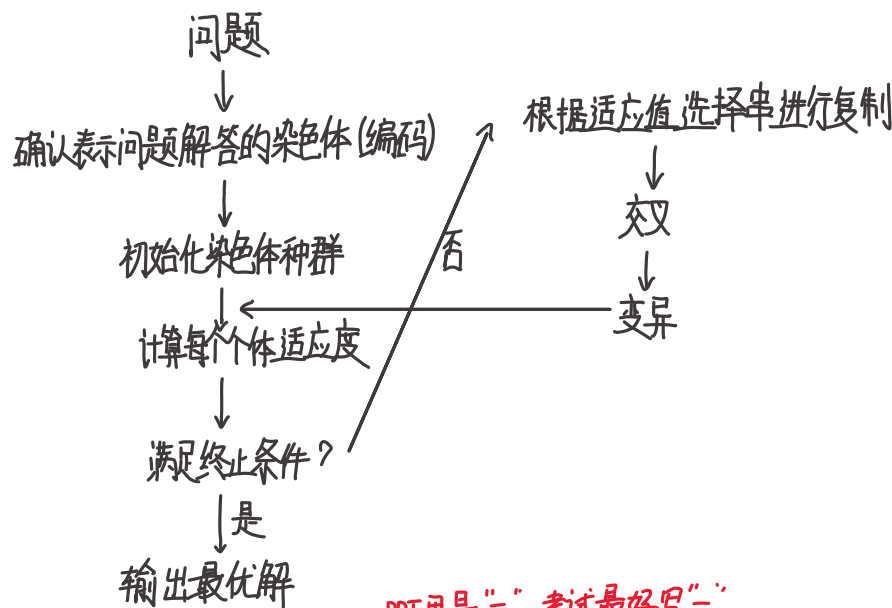 问题
确认表示问题解答的染色体(编码)
初始化染色体种群
计算每个个体适应度
满足终止条件?
是
输出最优解
否
根据适应值选择串进行复制
交叉
变异